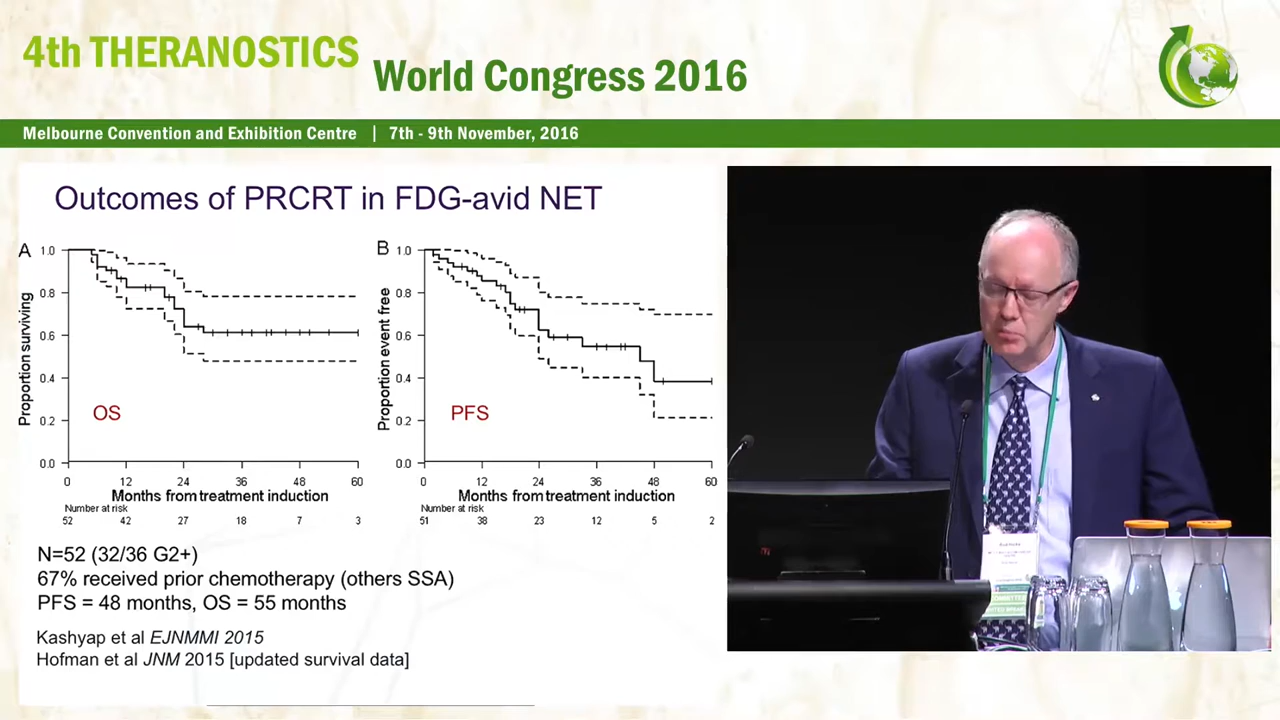 4th THERANOSTICS
World Congress 2016
Melbourne Convention and Exhibition Centre | 7th - 9th November, 2016
Outcomes of PRCRT in FDG-avid NET
A
Proportion surviving
1.0
0.8
0.6
0.4
0.2
0.0
OS
0 12 24 36 48 60
Months from treatment induction
Number at risk
52 42 27 18 7 3
B
Proportion event free
1.0
0.8
0.6
0.4
0.2
0.0
PFS
0 12 24 36 48 60
Months from treatment induction
Number at risk
51 38 23 12 5 2
N=52 (32/36 G2+)
67% received prior chemotherapy (others SSA)
PFS = 48 months, OS = 55 months
Kashyap et al EJNMMI 2015
Hofman et al JNM 2015 [updated survival data]